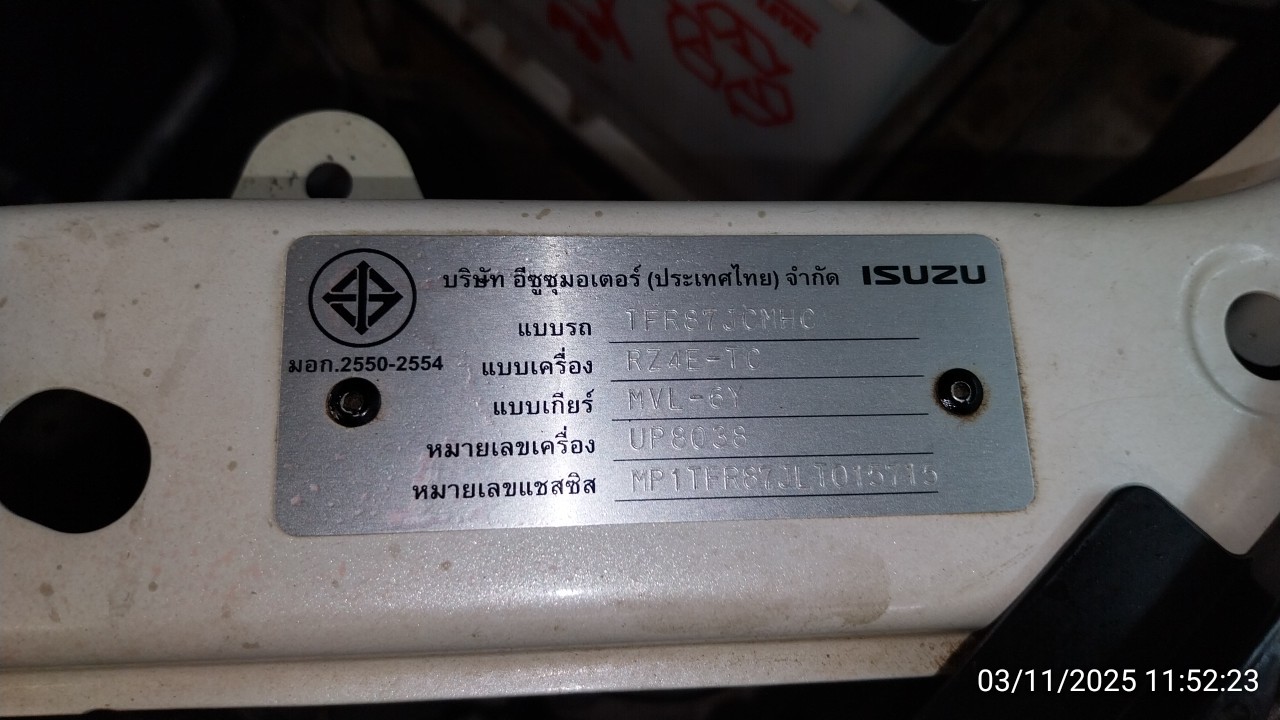 LEVEL
บริษัท อีซูซุมอเตอร์ (ประเทศไทย) จำกัด ISUZU
แบบรถ TFR87JCMHC
มอก.2550-2554
แบบเครื่อง RZ4E-TC
แบบเกียร์ MVL-6Y
หมายเลขเครื่อง UP8038
หมายเลขแชสซิส MP1TFR87JLT015715
03/11/2025 11:52:23